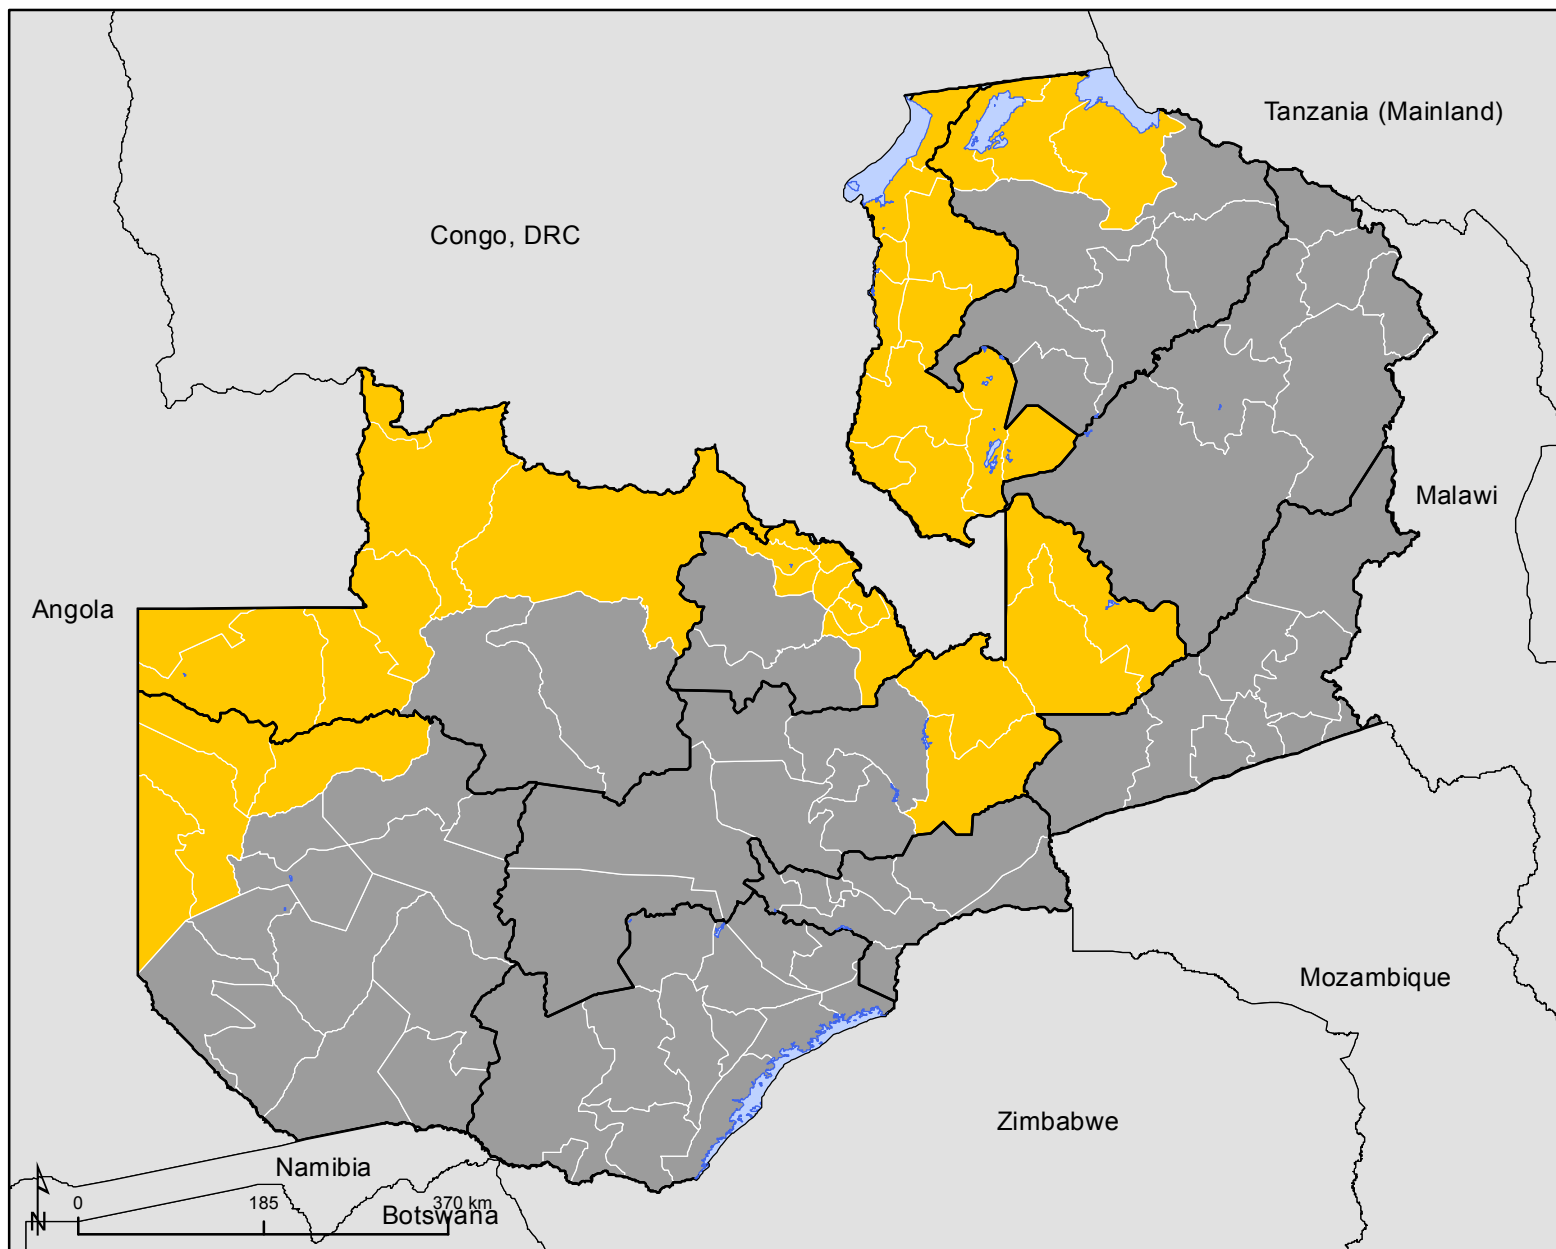 Tanzania (Mainland)
Congo, DRC
Malawi
Angola
Mozambique
Zimbabwe
Namibia
0 185 370 km
Botswana
N